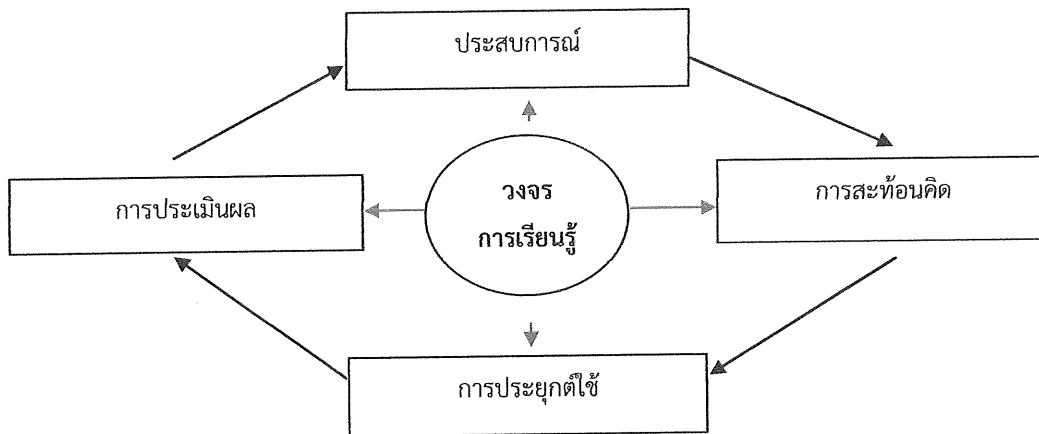 ประสบการณ์
การสะท้อนคิด
การประเมินผล
วงจร
การเรียนรู้
การประยุกต์ใช้